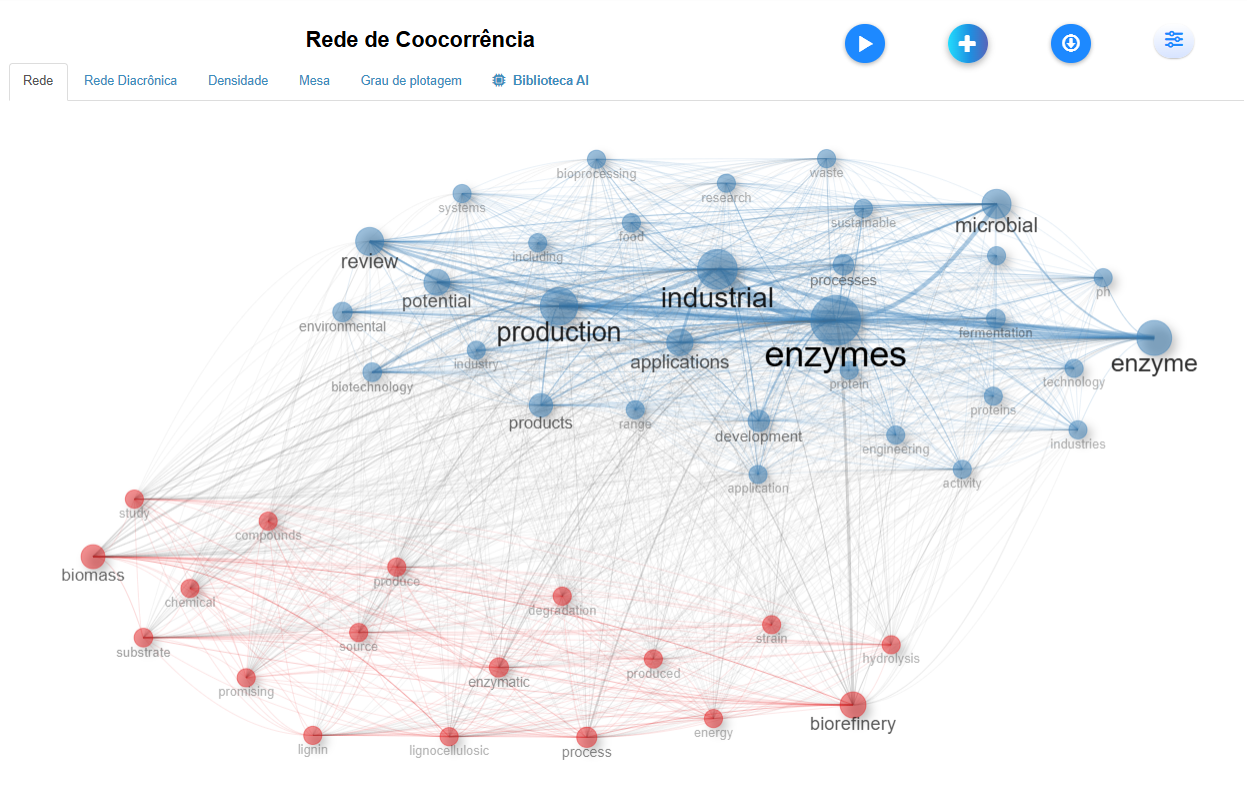 Rede de Coocorrência
Rede
Rede Diacrônica
Densidade
Mesa
Grau de plotagem
Biblioteca AI
bioprocessing
waste
research
systems
sustainable
microbial
food
including
review
processes
industrial
ph
potential
environmental
production
fermentation
enzymes
applications
enzyme
industry
biotechnology
protein
technology
proteins
products
range
development
industries
engineering
application
activity
study
compounds
biomass
produce
chemical
degradation
strain
source
substrate
hydrolysis
produced
enzymatic
promising
biorefinery
energy
lignin
lignocellulosic
process